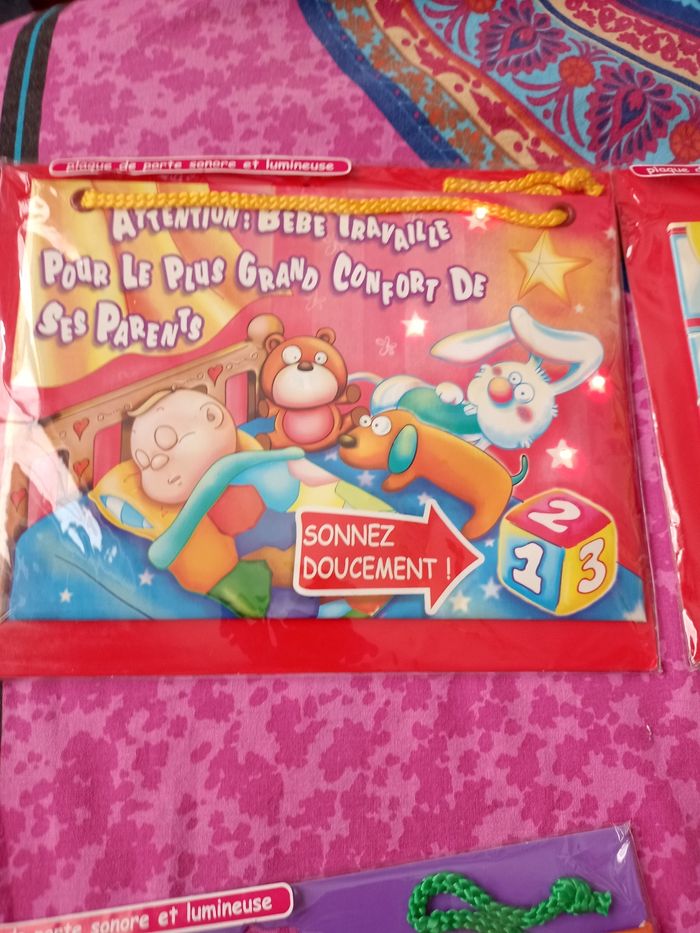 plaque de porte sonore et lumineuse
plaque d
ATTENTION : BÉBÉ TRAVAILLE
POUR LE PLUS GRAND CONFORT DE
SES PARENTS
SONNEZ
DOUCEMENT !
2
1 3
porte sonore et lumineuse